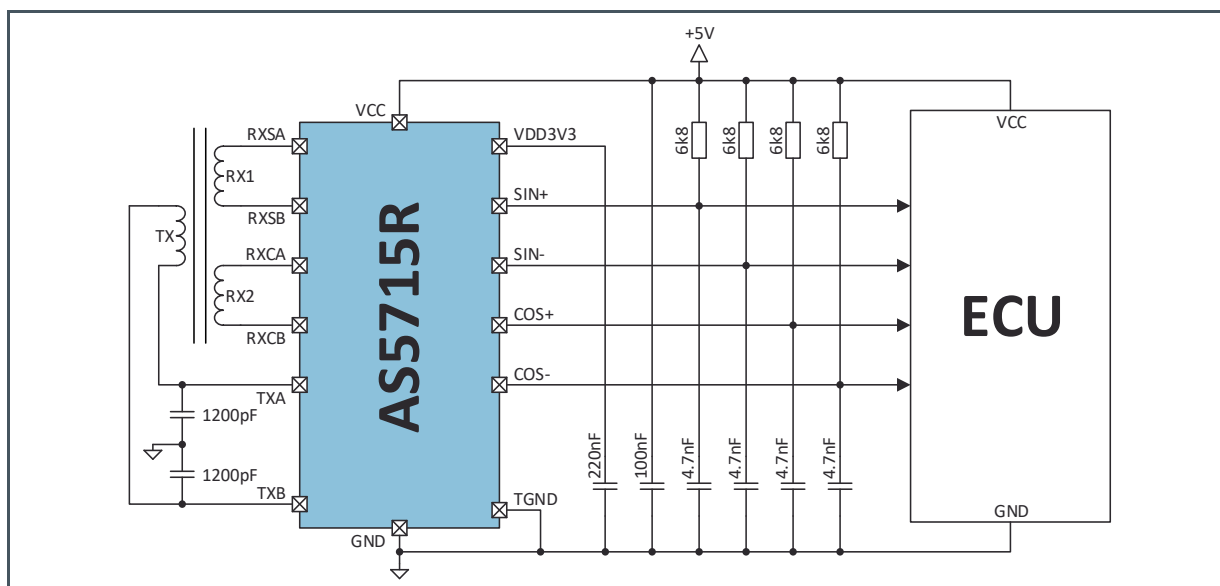 +5V
VCC
RXSA
RX1
RXSB
TX
RXCA
RX2
RXCB
TXA
1200pF
1200pF
TXB
GND
AS5715R
VDD3V3
SIN+
SIN-
COS+
COS-
TGND
6k8
6k8
6k8
6k8
220nF
100nF
4.7nF
4.7nF
4.7nF
4.7nF
VCC
ECU
GND